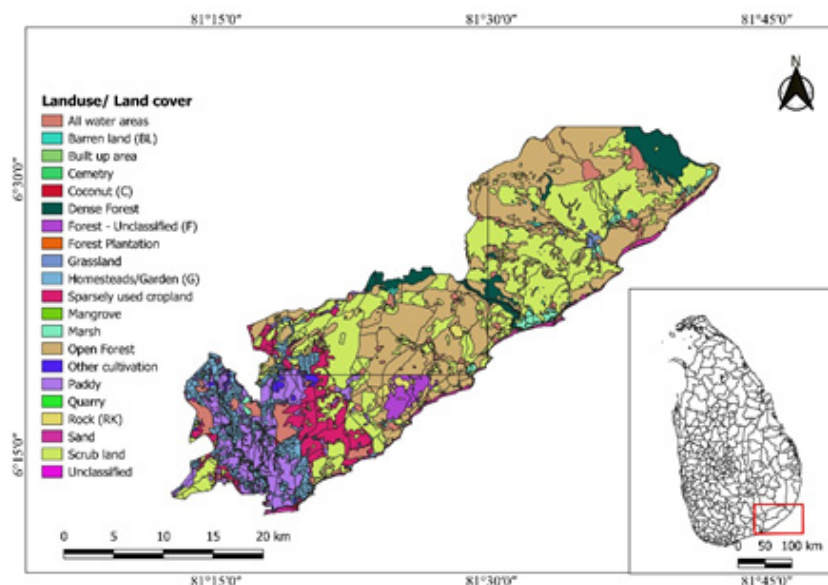 81°15'0" 81°30'0" 81°45'0"
N
Landuse/ Land cover
All water areas
Barren land (BL)
Built up area
Cemetry
Coconut (C)
Dense Forest
Forest - Unclassified (F)
Forest Plantation
Grassland
Homesteads/Garden (G)
Sparsely used cropland
Mangrove
Marsh
Open Forest
Other cultivation
Paddy
Quarry
Rock (RK)
Sand
Scrub land
Unclassified
6°30'0"
6°15'0"
0 5 10 15 20 km
0 50 100 km
81°15'0" 81°30'0" 81°45'0"